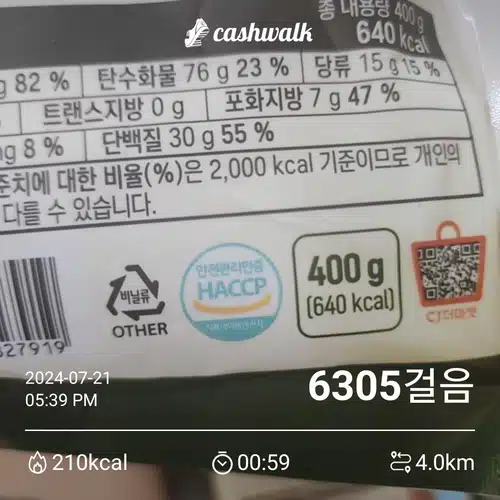 cashwalk
총 내용량 400 g
640 kcal
g 82 % 탄수화물 76 g 23 % 당류 15 g 15 %
% 트랜스지방 0 g 포화지방 7 g 47 %
mg 8 % 단백질 30 g 55 %
준치에 대한 비율(%)은 2,000 kcal 기준이므로 개인의
다를 수 있습니다.
비닐류
OTHER
안전관리인증
HACCP
400 g
(640 kcal)
CJ더마켓
27919
2024-07-21
05:39 PM
6305걸음
210kcal
00:59
4.0km